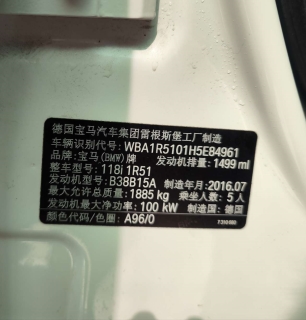 德国宝马汽车集团雷根斯堡工厂制造
车辆识别代号: WBA1R5101H5E84961
品牌: 宝马(BMW)牌 发动机排量: 1499 ml
整车型号: 118i 1R51
发动机型号: B38B15A 制造年月: 2016.07
最大允许总质量: 1885 kg 乘坐人数: 5 人
发动机最大净功率: 100 kW 制造国: 德国
颜色代码/色圈: A96/0